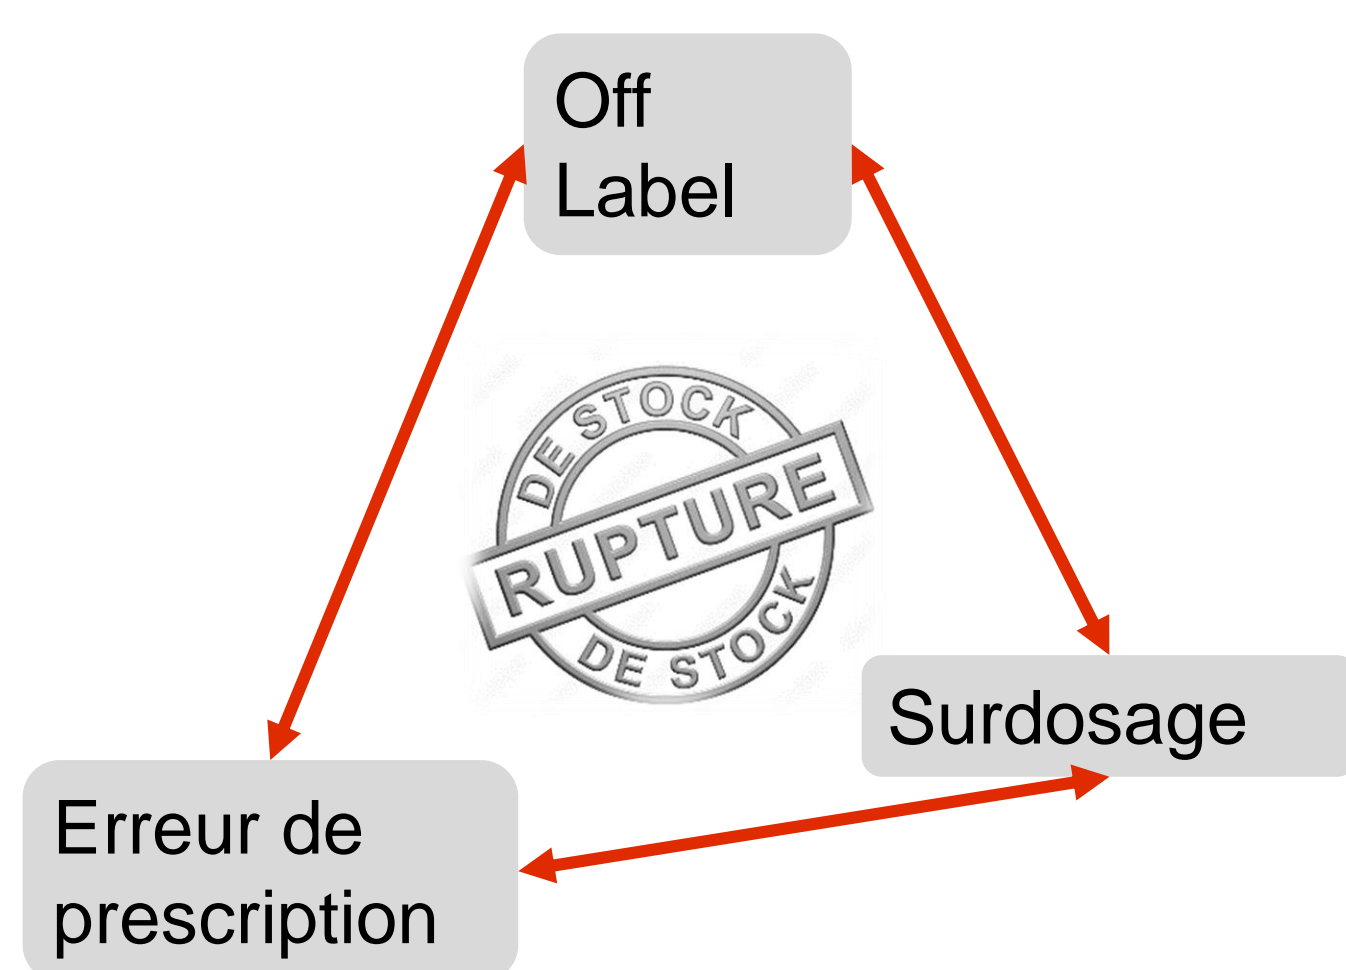 Off
Label
DE STOCK
RUPTURE
DE STOCK
Surdosage
Erreur de
prescription